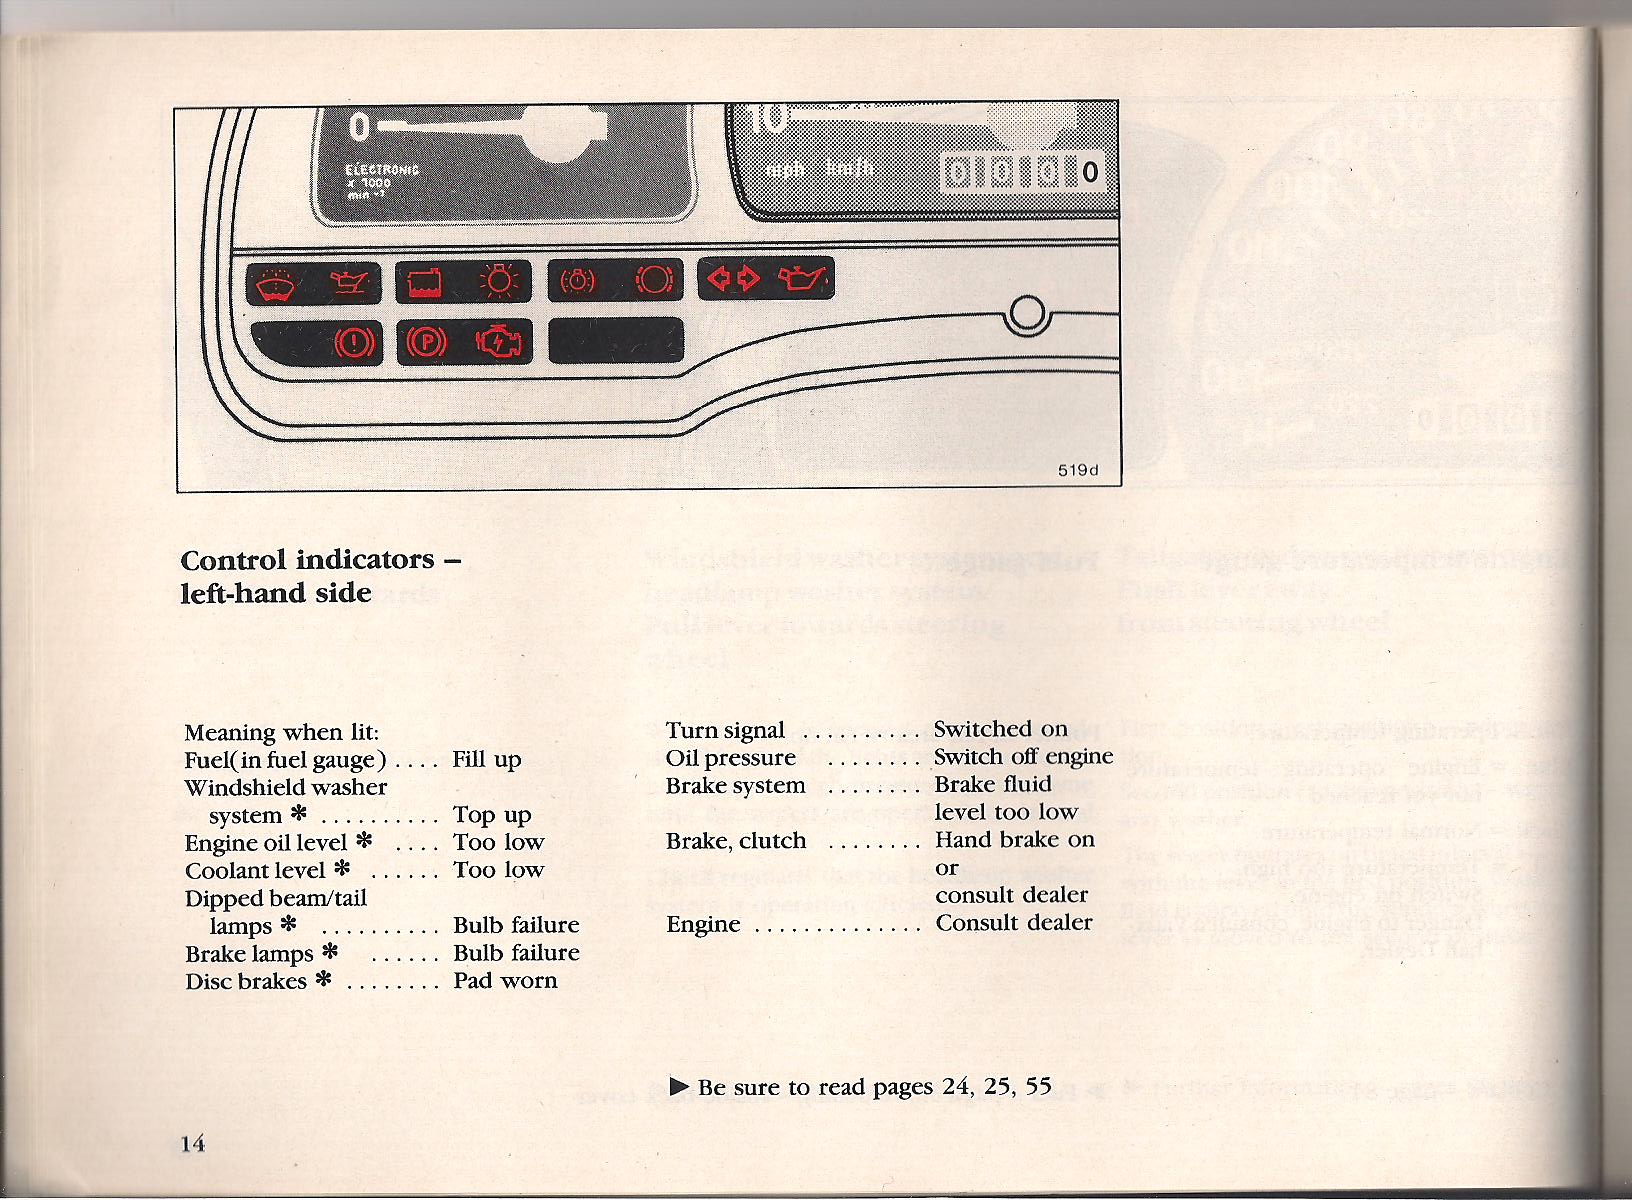 0
ELECTRONIC
x 1000
min⁻¹
10
mph km/h
0 0 0 0 0
P
519d
Control indicators –
left-hand side
Meaning when lit:
Fuel(in fuel gauge) .... Fill up
Windshield washer
system * .......... Top up
Engine oil level * .... Too low
Coolant level * ...... Too low
Dipped beam/tail
lamps * .......... Bulb failure
Brake lamps * ...... Bulb failure
Disc brakes * ........ Pad worn
Turn signal .......... Switched on
Oil pressure ........ Switch off engine
Brake system ........ Brake fluid
level too low
Brake, clutch ........ Hand brake on
or
consult dealer
Engine .............. Consult dealer
▶ Be sure to read pages 24, 25, 55
14